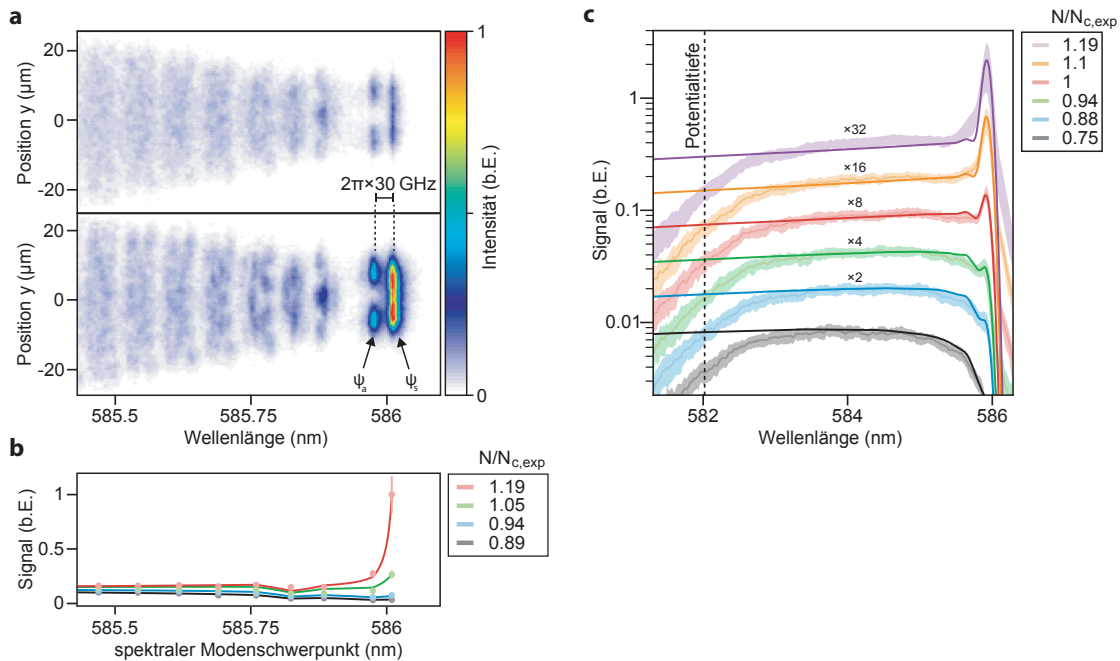 a
20
0
-20
Position y (µm)
2π×30 GHz
20
0
-20
Position y (µm)
ψa
ψs
585.5
585.75
586
Wellenlänge (nm)
1
0
Intensität (b.E.)
b
1
0.5
0
Signal (b.E.)
585.5
585.75
586
spektraler Modenschwerpunkt (nm)
N/Nc,exp
1.19
1.05
0.94
0.89
c
1
0.1
0.01
Signal (b.E.)
Potentialtiefe
×32
×16
×8
×4
×2
582
584
586
Wellenlänge (nm)
N/Nc,exp
1.19
1.1
1
0.94
0.88
0.75